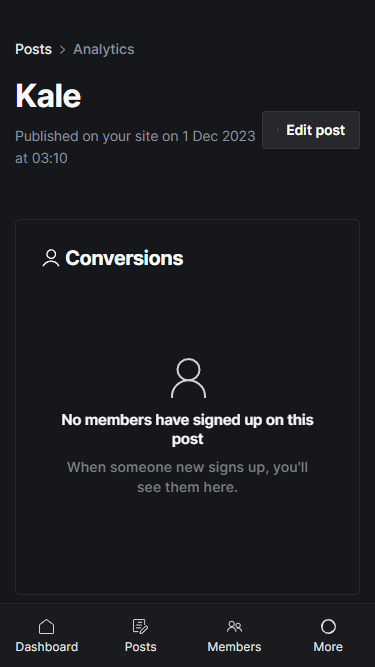 Posts > Analytics
Kale
Published on your site on 1 Dec 2023
at 03:10
Edit post
Conversions
No members have signed up on this
post
When someone new signs up, you'll
see them here.
Dashboard Posts Members More